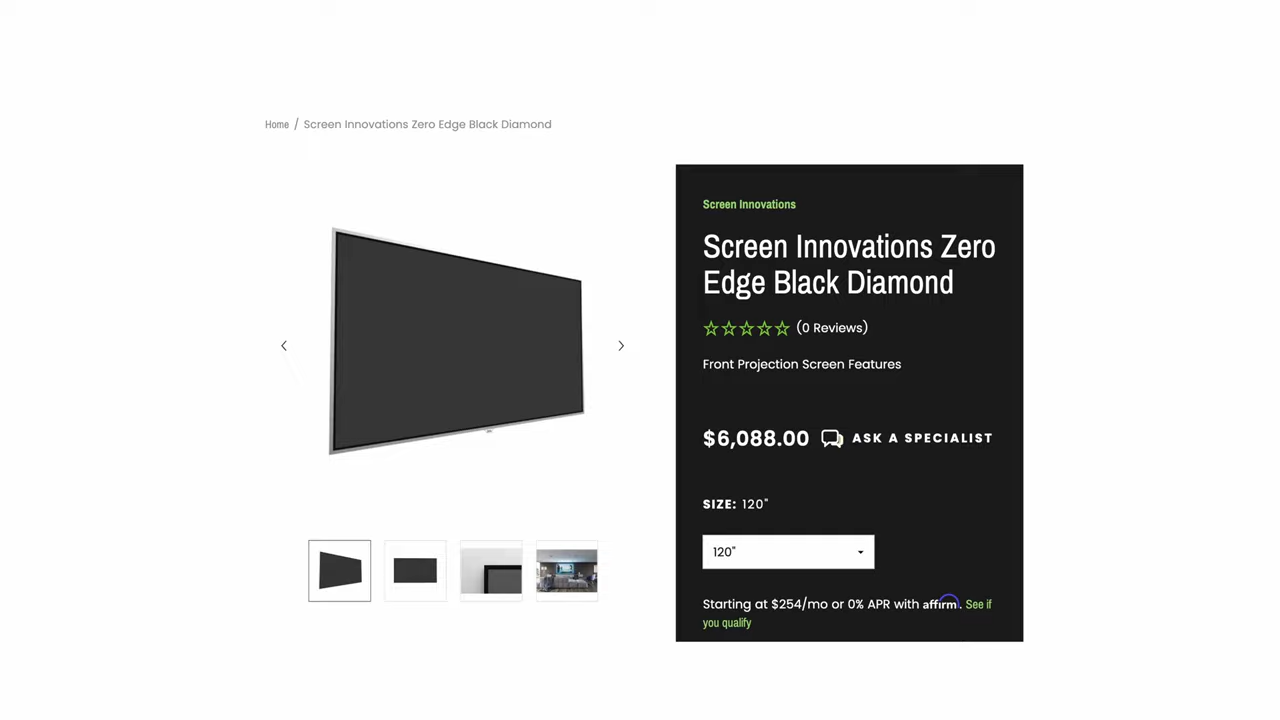 Home / Screen Innovations Zero Edge Black Diamond
Screen Innovations
Screen Innovations Zero
Edge Black Diamond
(0 Reviews)
Front Projection Screen Features
$6,088.00 ASK A SPECIALIST
SIZE: 120"
120"
Starting at $254/mo or 0% APR with affirm. See if
you qualify